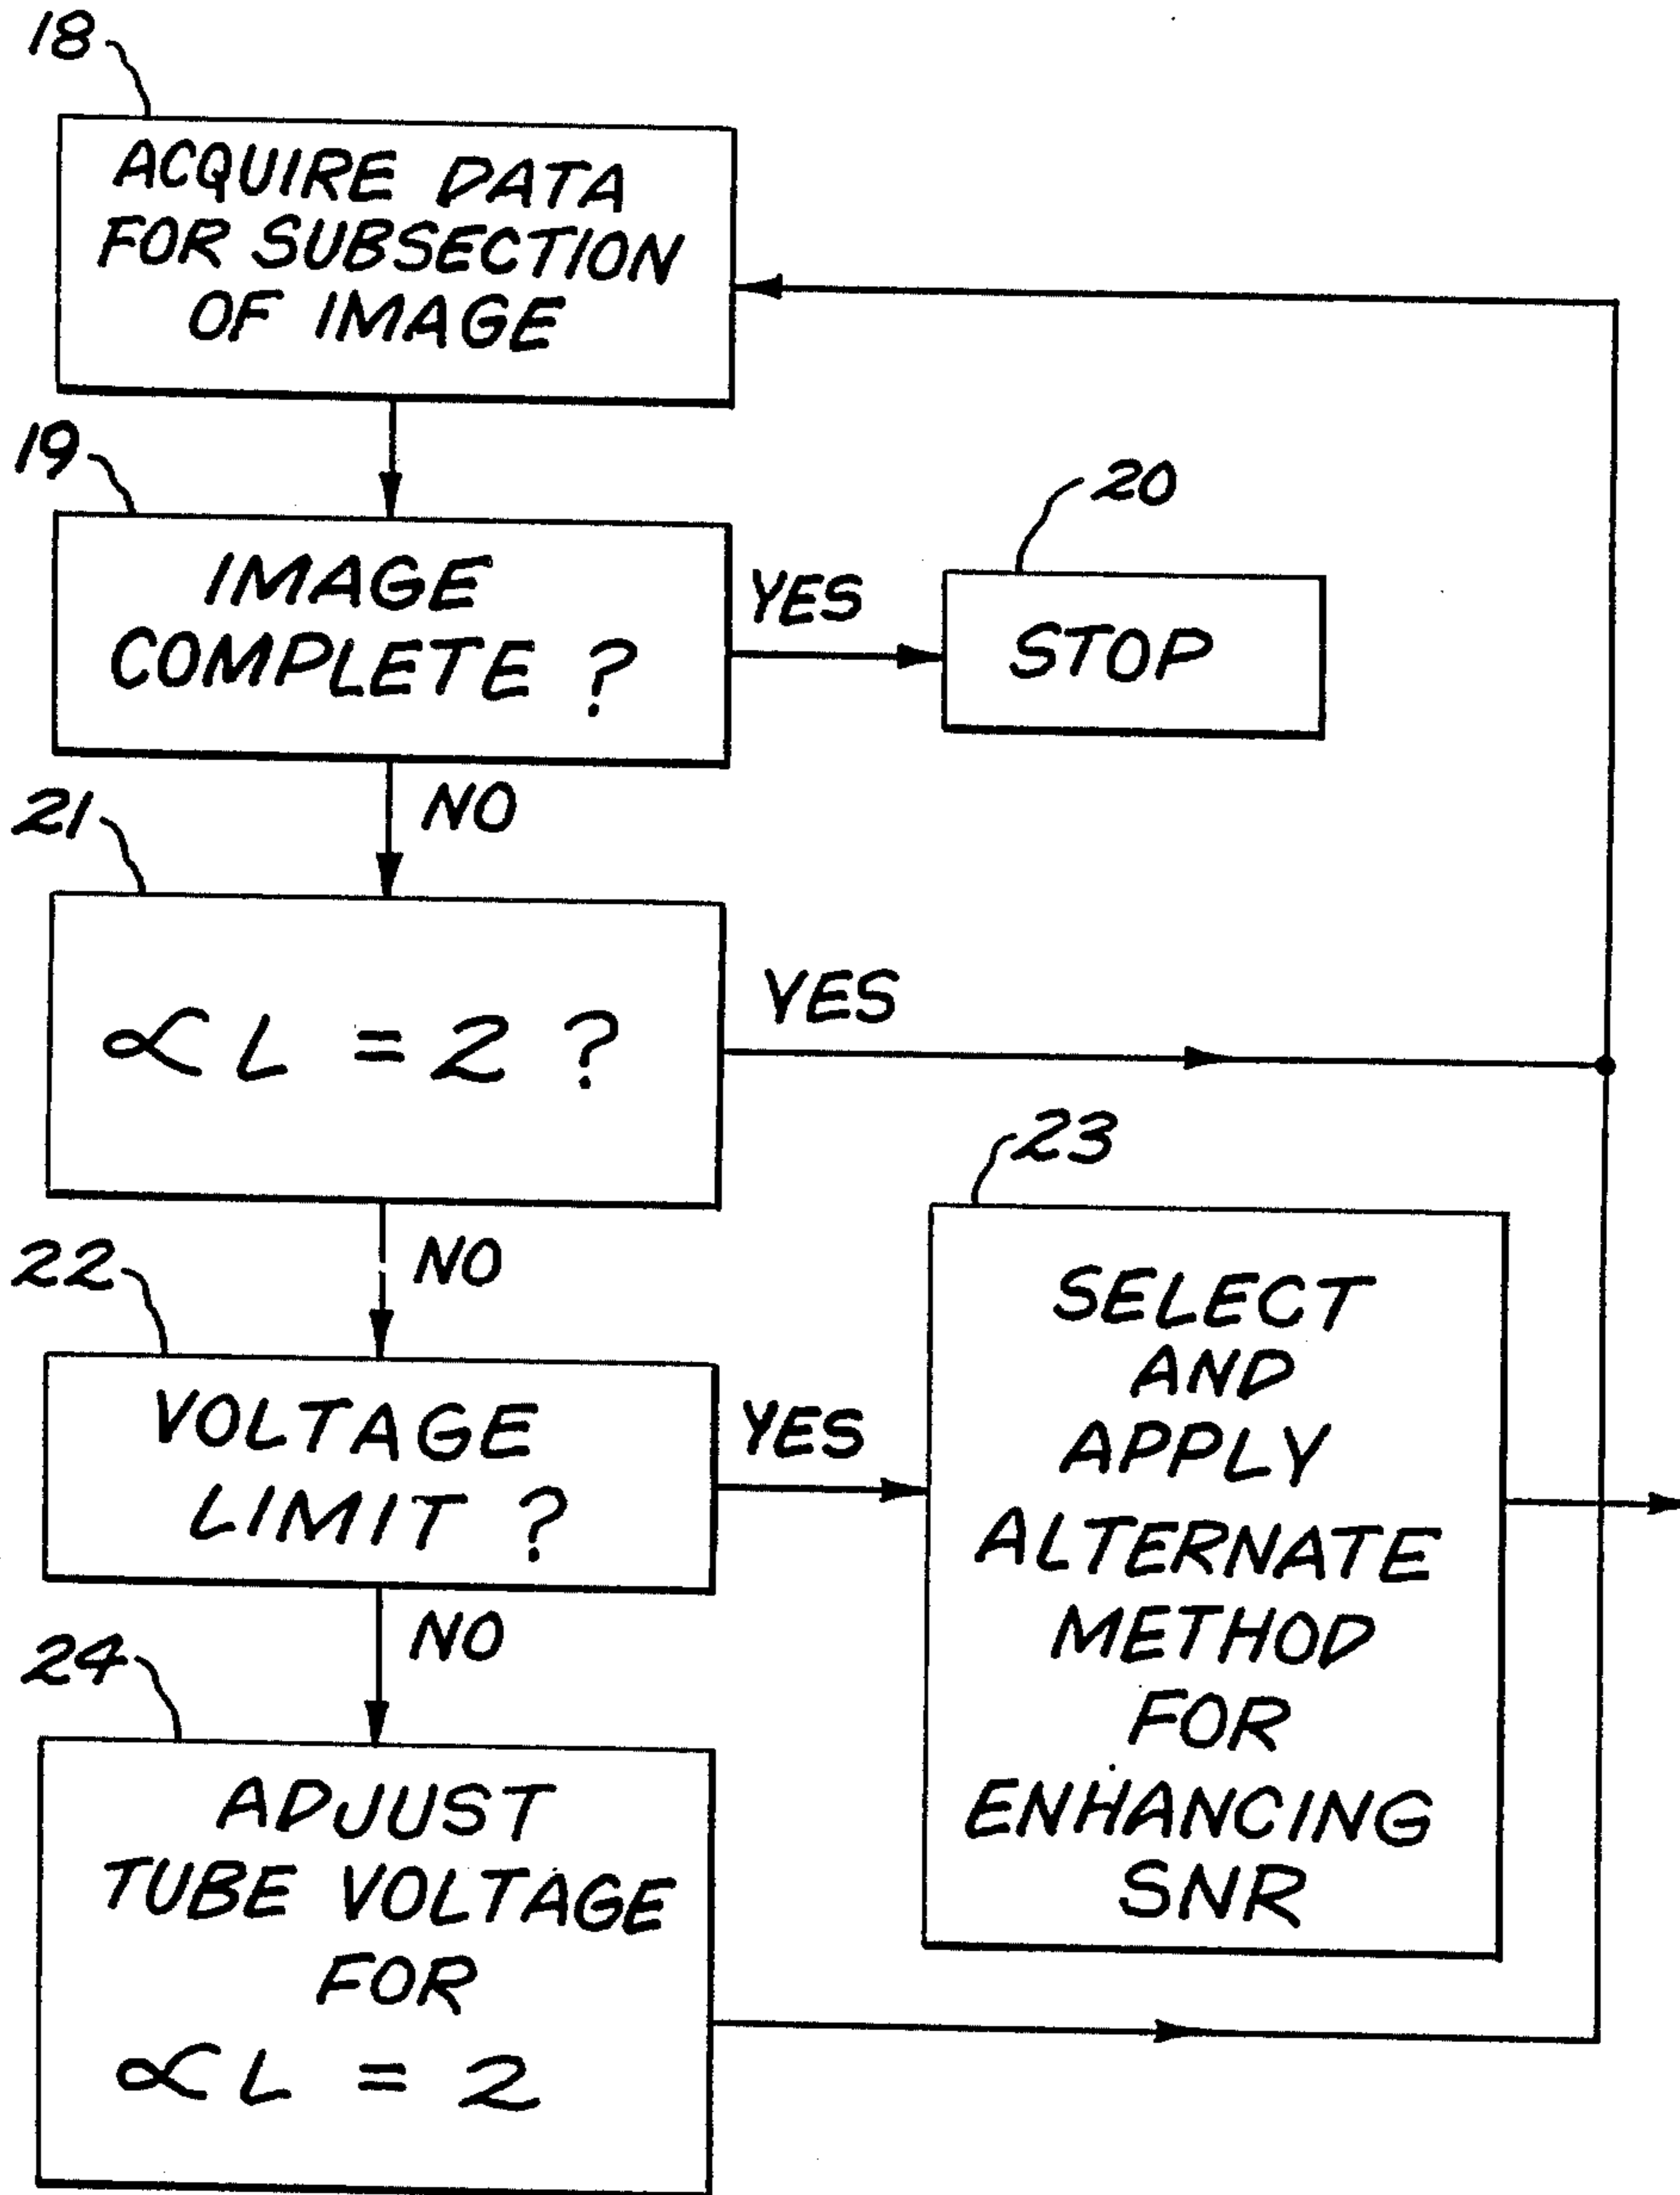 18
ACQUIRE DATA
FOR SUBSECTION
OF IMAGE
19
IMAGE
COMPLETE ?
YES
20
STOP
NO
21
∝ L = 2 ?
YES
NO
22
VOLTAGE
LIMIT ?
YES
23
SELECT
AND
APPLY
ALTERNATE
METHOD
FOR
ENHANCING
SNR
NO
24
ADJUST
TUBE VOLTAGE
FOR
∝ L = 2